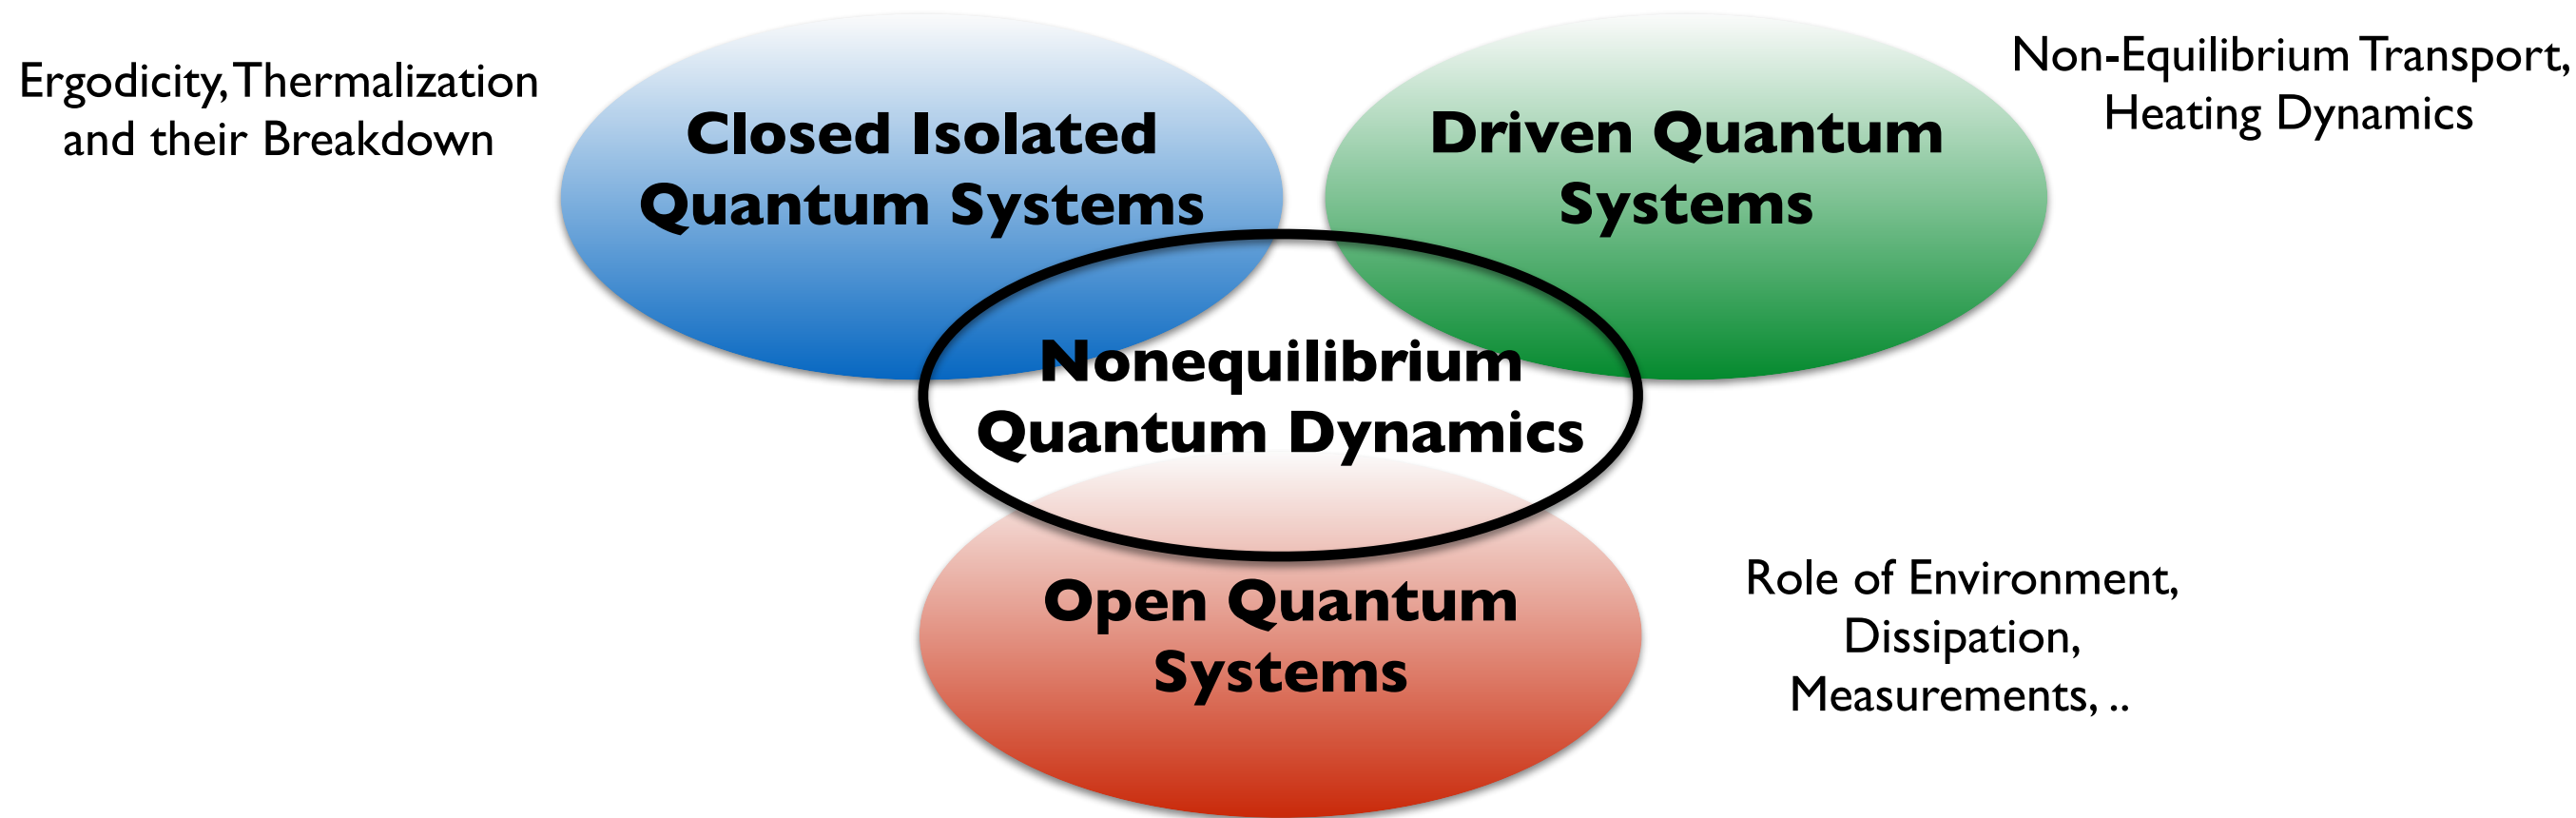 Ergodicity, Thermalization
and their Breakdown
Closed Isolated
Quantum Systems
Driven Quantum
Systems
Non-Equilibrium Transport,
Heating Dynamics
Nonequilibrium
Quantum Dynamics
Open Quantum
Systems
Role of Environment,
Dissipation,
Measurements, ..